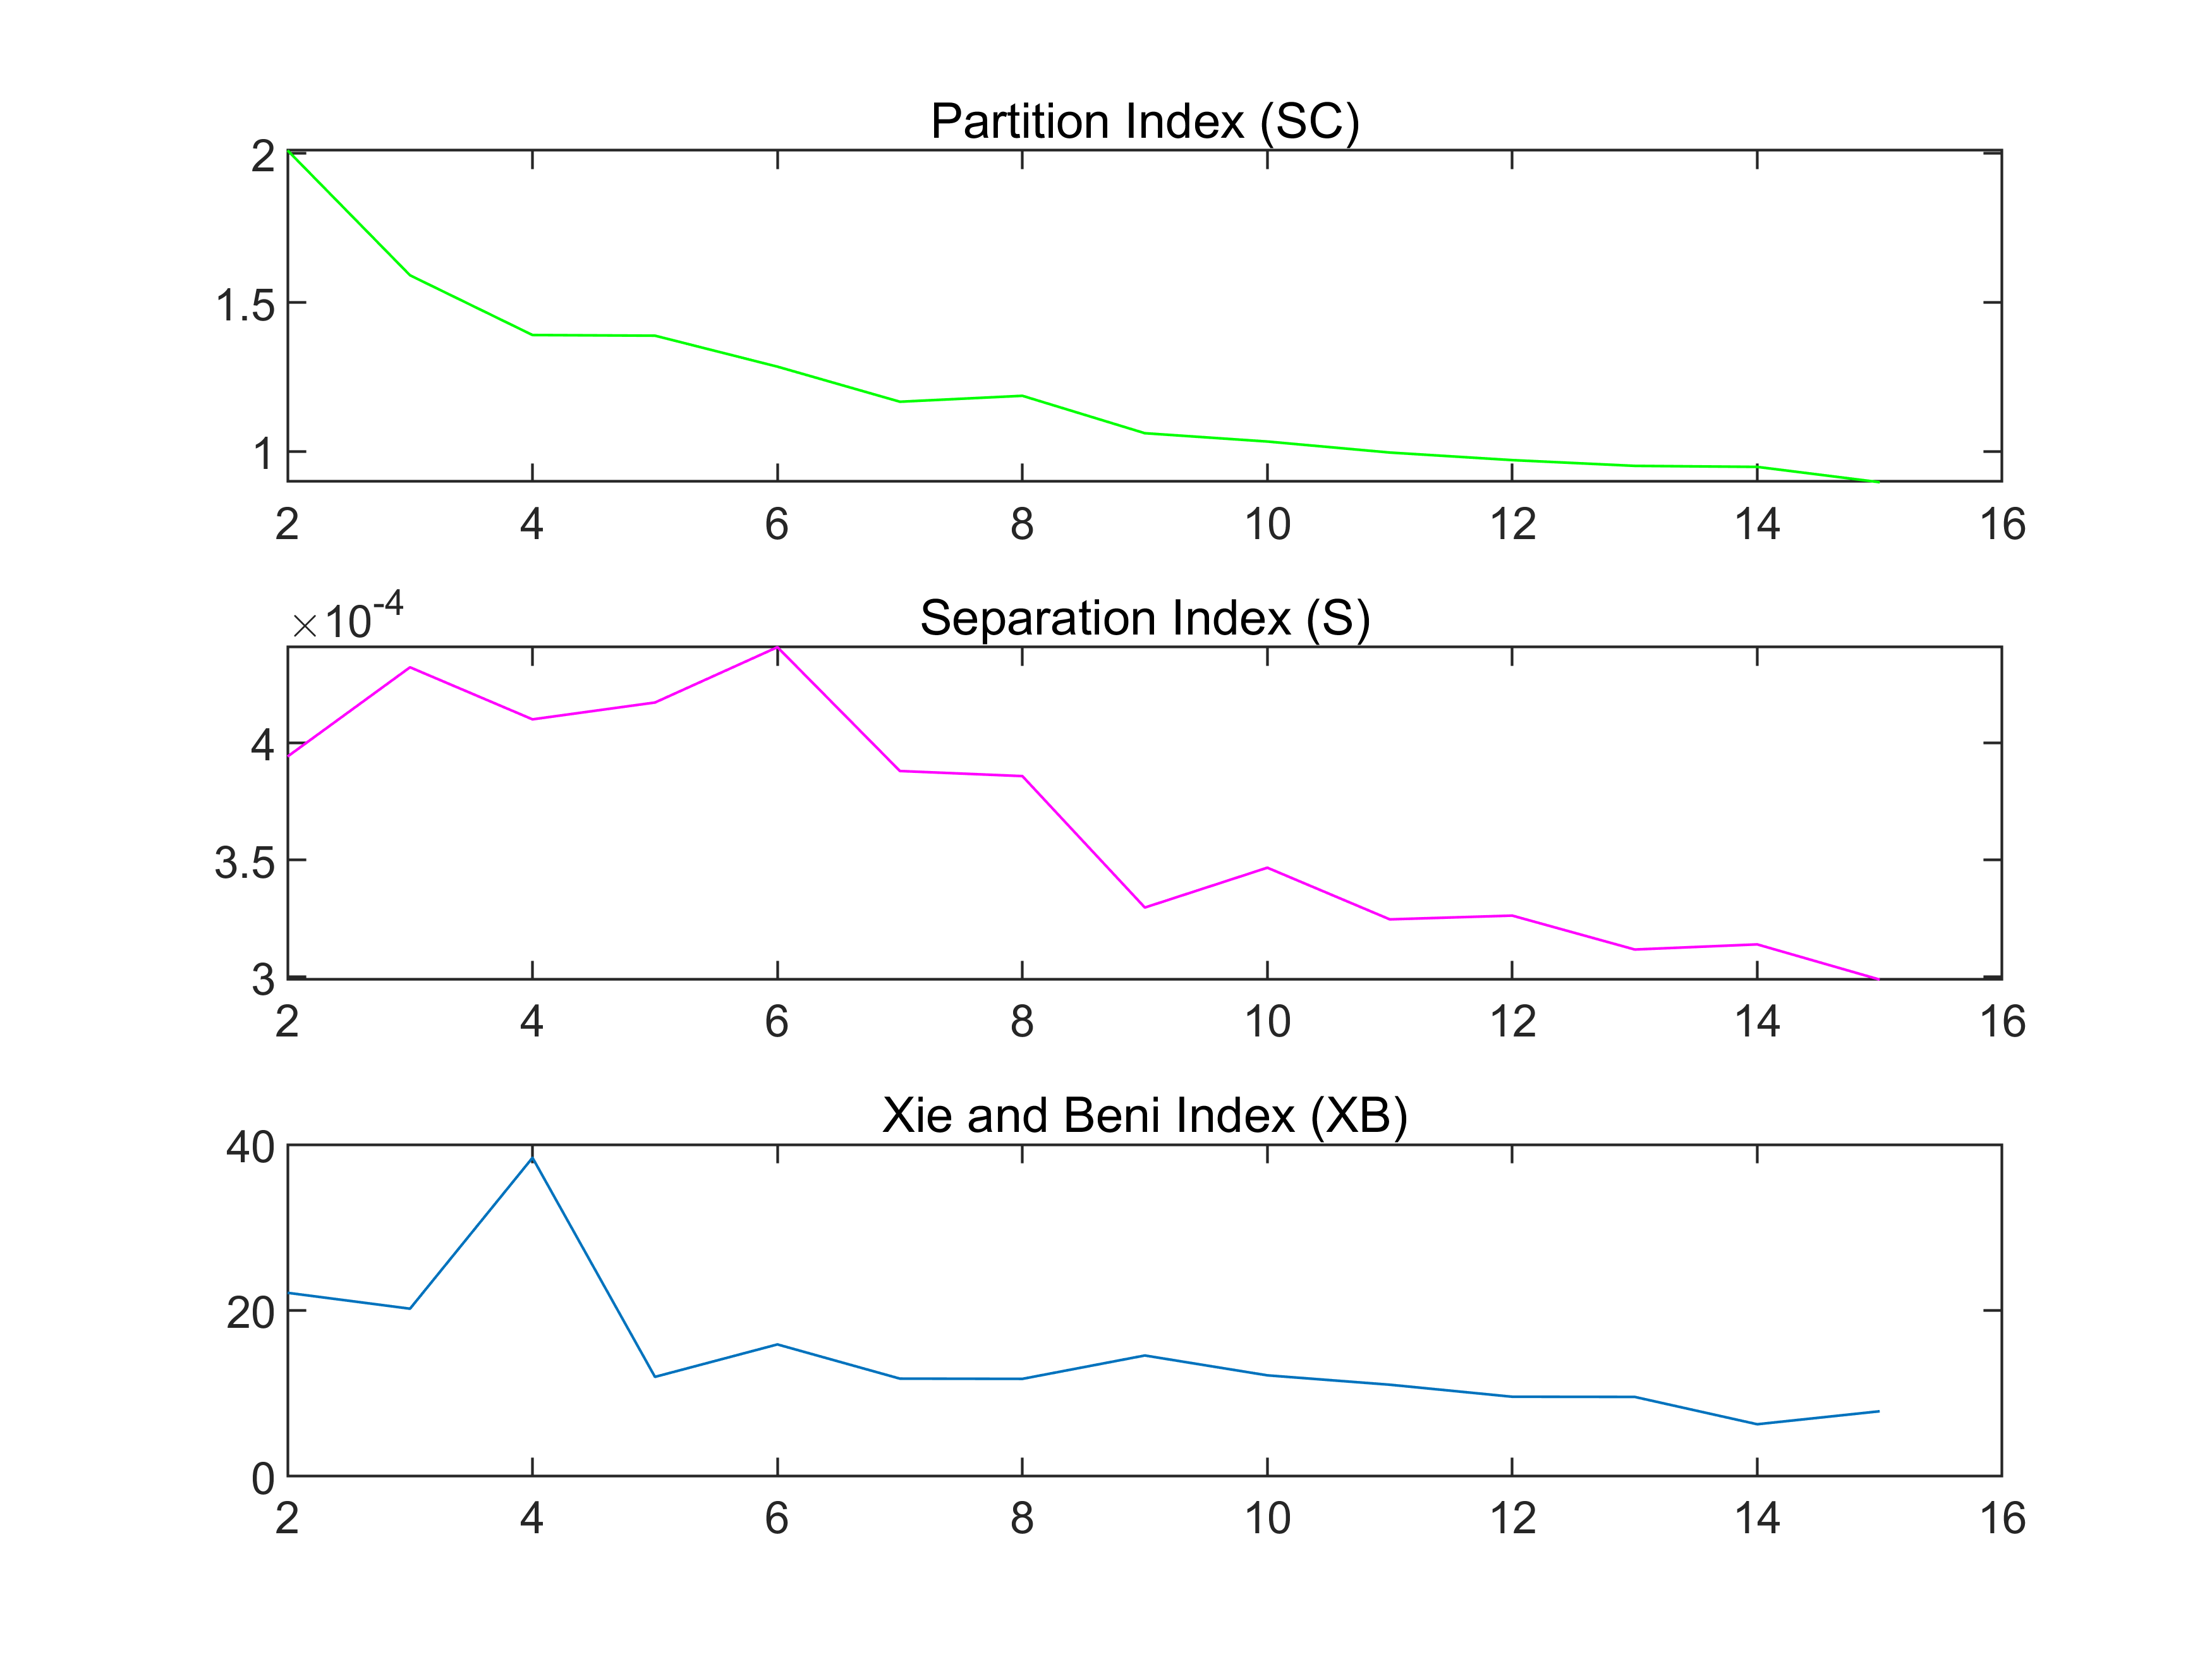 Partition Index (SC)
2
1.5
1
2 4 6 8 10 12 14 16
×10-4
Separation Index (S)
4
3.5
3
2 4 6 8 10 12 14 16
Xie and Beni Index (XB)
40
20
0
2 4 6 8 10 12 14 16